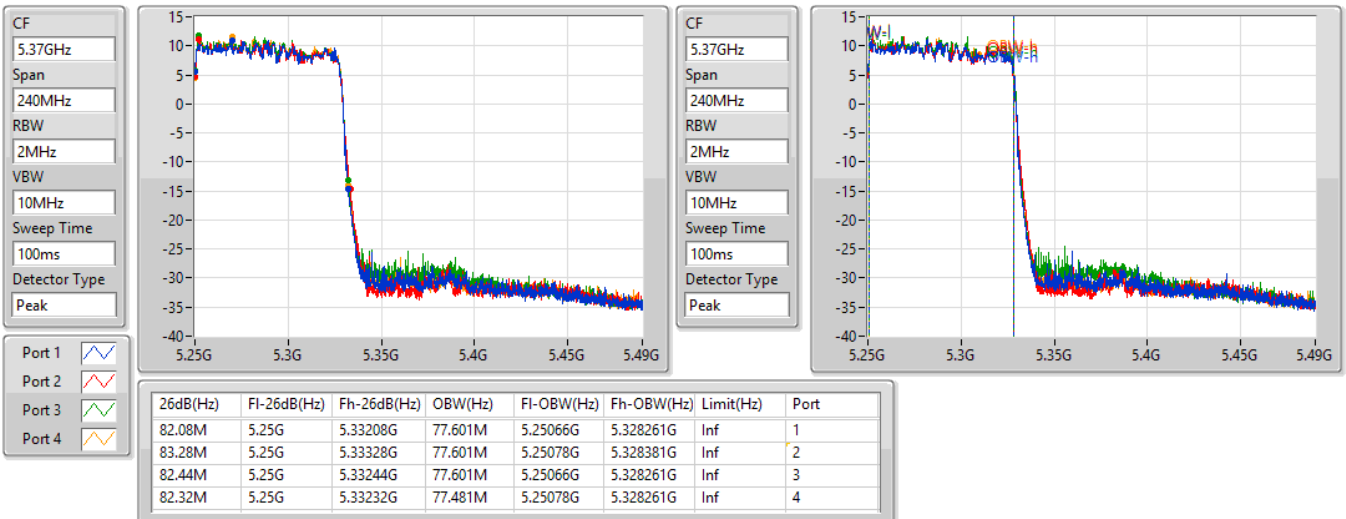 CF
5.37GHz
Span
240MHz
RBW
2MHz
VBW
10MHz
Sweep Time
100ms
Detector Type
Peak
15
10
5
0
-5
-10
-15
-20
-25
-30
-35
-40
5.25G 5.3G 5.35G 5.4G 5.45G 5.49G
CF
5.37GHz
Span
240MHz
RBW
2MHz
VBW
10MHz
Sweep Time
100ms
Detector Type
Peak
15
10
5
0
-5
-10
-15
-20
-25
-30
-35
-40
W-l
OBW-h
OBW-h
5.25G 5.3G 5.35G 5.4G 5.45G 5.49G
Port 1
Port 2
Port 3
Port 4
26dB(Hz) Fl-26dB(Hz) Fh-26dB(Hz) OBW(Hz) Fl-OBW(Hz) Fh-OBW(Hz) Limit(Hz) Port
82.08M 5.25G 5.33208G 77.601M 5.25066G 5.328261G Inf 1
83.28M 5.25G 5.33328G 77.601M 5.25078G 5.328381G Inf 2
82.44M 5.25G 5.33244G 77.601M 5.25066G 5.328261G Inf 3
82.32M 5.25G 5.33232G 77.481M 5.25078G 5.328261G Inf 4